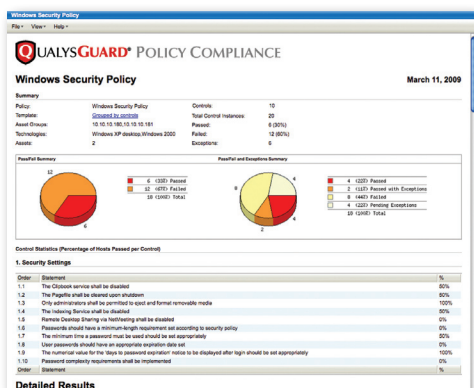 Windows Security Policy
File View Help
QUALYSGUARD® POLICY COMPLIANCE
Windows Security Policy March 11, 2009
Summary
Policy: Windows Security Policy Controls: 10
Template: Grouped by controls Total Control Instances: 20
Asset Groups: 10.10.10.180,10.10.10.181 Passed: 6 (30%)
Technologies: Windows XP desktop,Windows 2000 Failed: 12 (60%)
Assets: 2 Exceptions: 6
Pass/Fail Summary Pass/Fail and Exceptions Summary
12
6
6 (33%) Passed
12 (67%) Failed
18 (100%) Total
4
8
4
2
4 (22%) Passed
2 (11%) Passed with Exceptions
8 (44%) Failed
4 (22%) Pending Exceptions
18 (100%) Total
Control Statistics (Percentage of Hosts Passed per Control)
1. Security Settings
Order Statement %
1.1 The Clipbook service shall be disabled 50%
1.2 The Pagefile shall be cleared upon shutdown 50%
1.3 Only administrators shall be permitted to eject and format removable media 100%
1.4 The Indexing Service shall be disabled 50%
1.5 Remote Desktop Sharing via NetMeeting shall be disabled 0%
1.6 Passwords should have a minimum-length requirement set according to security policy 0%
1.7 The minimum time a password must be used should be set appropriately 50%
1.8 User passwords should have an appropriate expiration date set 0%
1.9 The numerical value for the 'days to password expiration' notice to be displayed after login should be set appropriately 100%
1.10 Password complexity requirements shall be implemented 0%
Order Statement %
Detailed Results